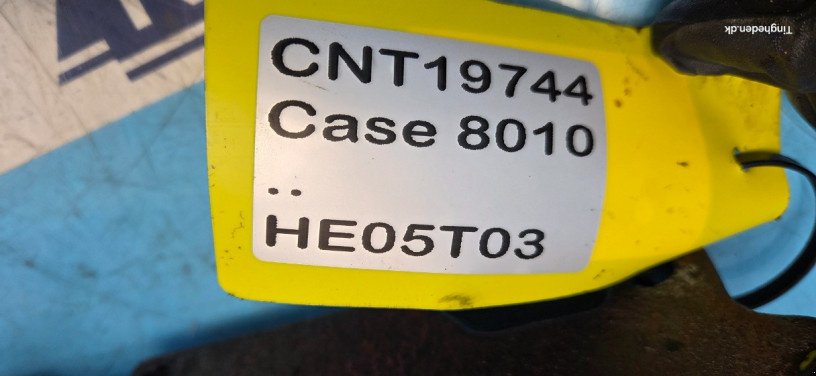 Tingheden.dk
CNT19744
Case 8010
..
HE05T03